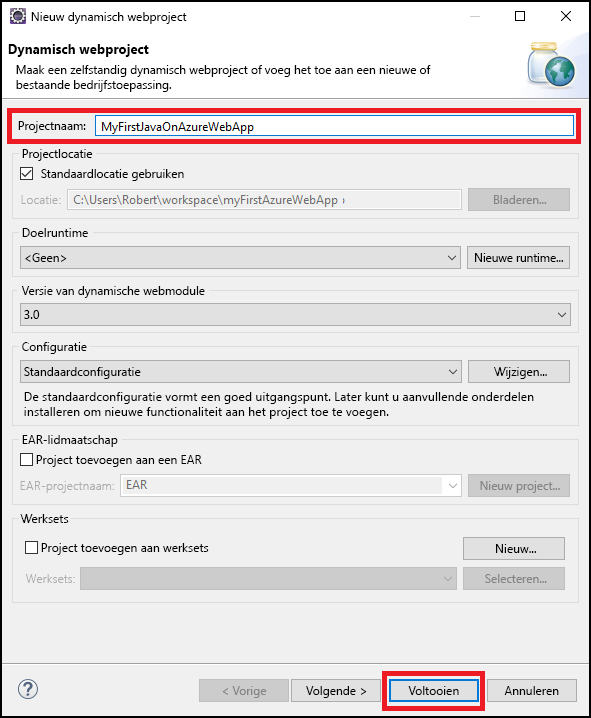 Nieuw dynamisch webproject
Dynamisch webproject
Maak een zelfstandig dynamisch webproject of voeg het toe aan een nieuwe of
bestaande bedrijfstoepassing.
Projectnaam: MyFirstJavaOnAzureWebApp
Projectlocatie
Standaardlocatie gebruiken
Locatie: C:\Users\Robert\workspace\myFirstAzureWebApp › Bladeren...
Doelruntime
<Geen> Nieuwe runtime...
Versie van dynamische webmodule
3.0
Configuratie
Standaardconfiguratie Wijzigen...
De standaardconfiguratie vormt een goed uitgangspunt. Later kunt u aanvullende onderdelen
installeren om nieuwe functionaliteit aan het project toe te voegen.
EAR-lidmaatschap
Project toevoegen aan een EAR
EAR-projectnaam: EAR Nieuw project...
Werksets
Project toevoegen aan werksets Nieuw...
Werksets: Selecteren...
? < Vorige Volgende > Voltooien Annuleren